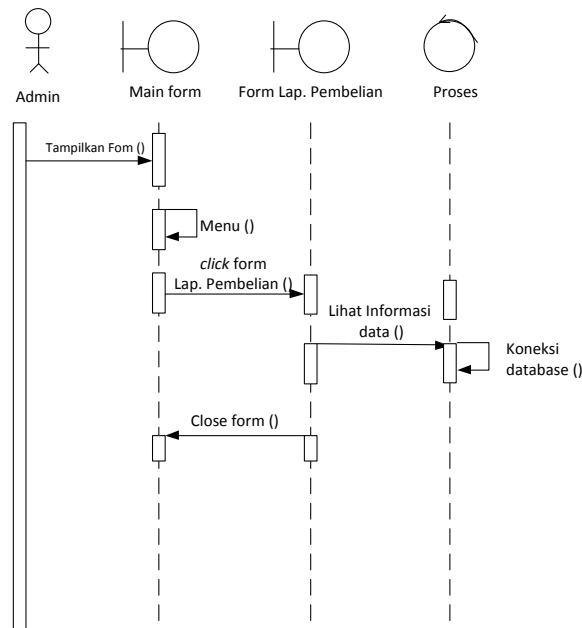 Admin
Main form
Form Lap. Pembelian
Proses
Tampilkan Fom ()
Menu ()
click form
Lap. Pembelian ()
Lihat Informasi
data ()
Koneksi
database ()
Close form ()